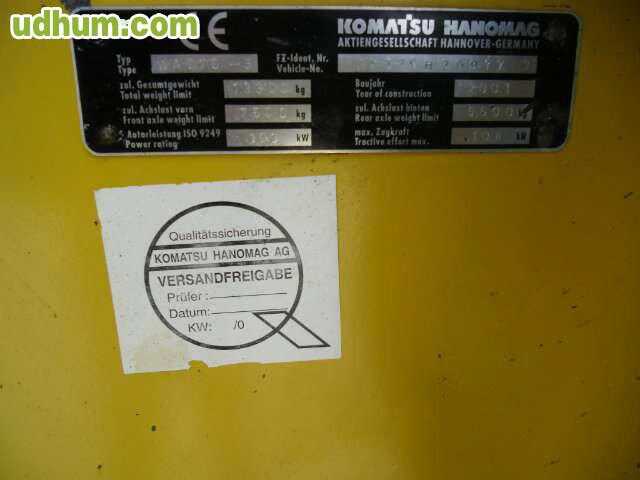 udhum.com
CE
KOMATSU HANOMAG
AKTIENGESELLSCHAFT HANNOVER-GERMANY
Typ
Type
FZ-Ident. Nr.
Vehicle-No.
zul. Gesamtgewicht
Total weight limit
kg
Baujahr
Year of construction
2001
zul. Achslast vorn
Front axle weight limit
kg
zul. Achslast hinten
Rear axle weight limit
Motorleistung ISO 9249
Power rating
kW
max. Zugkraft
Tractive effort max.
kN
Qualitätssicherung
KOMATSU HANOMAG AG
VERSANDFREIGABE
Prüfer:
Datum:
KW: /0